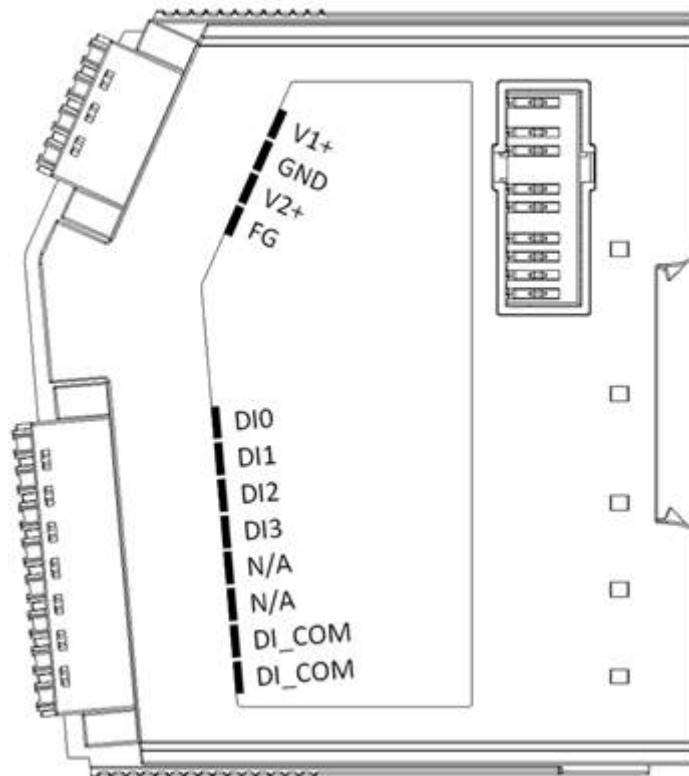 V1+
GND
V2+
FG
DI0
DI1
DI2
DI3
N/A
N/A
DI_COM
DI_COM